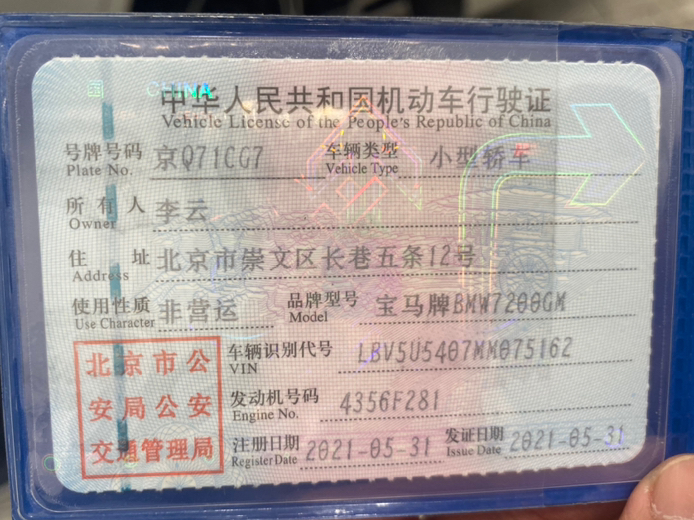 国 CHINA
中华人民共和国机动车行驶证
Vehicle License of the People's Republic of China
号牌号码 京Q71CG7 车辆类型 小型轿车
Plate No. Vehicle Type
所有人 李云
Owner
住址 北京市崇文区长巷五条12号
Address
使用性质 非营运 品牌型号 宝马牌BMW7200GM
Use Character Model
北京市公安局公安交通管理局
车辆识别代号 LBV5U5407MM075162
VIN
发动机号码 4356F281
Engine No.
注册日期 2021-05-31 发证日期 2021-05-31
Register Date Issue Date